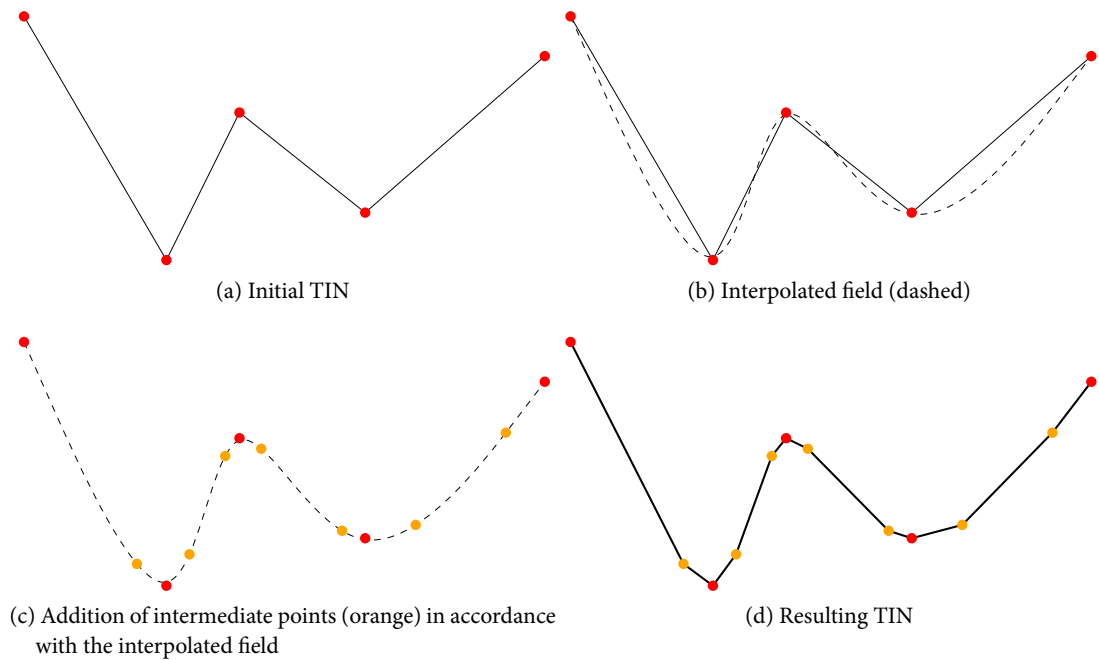 (a) Initial TIN
(b) Interpolated field (dashed)
(c) Addition of intermediate points (orange) in accordance
with the interpolated field
(d) Resulting TIN